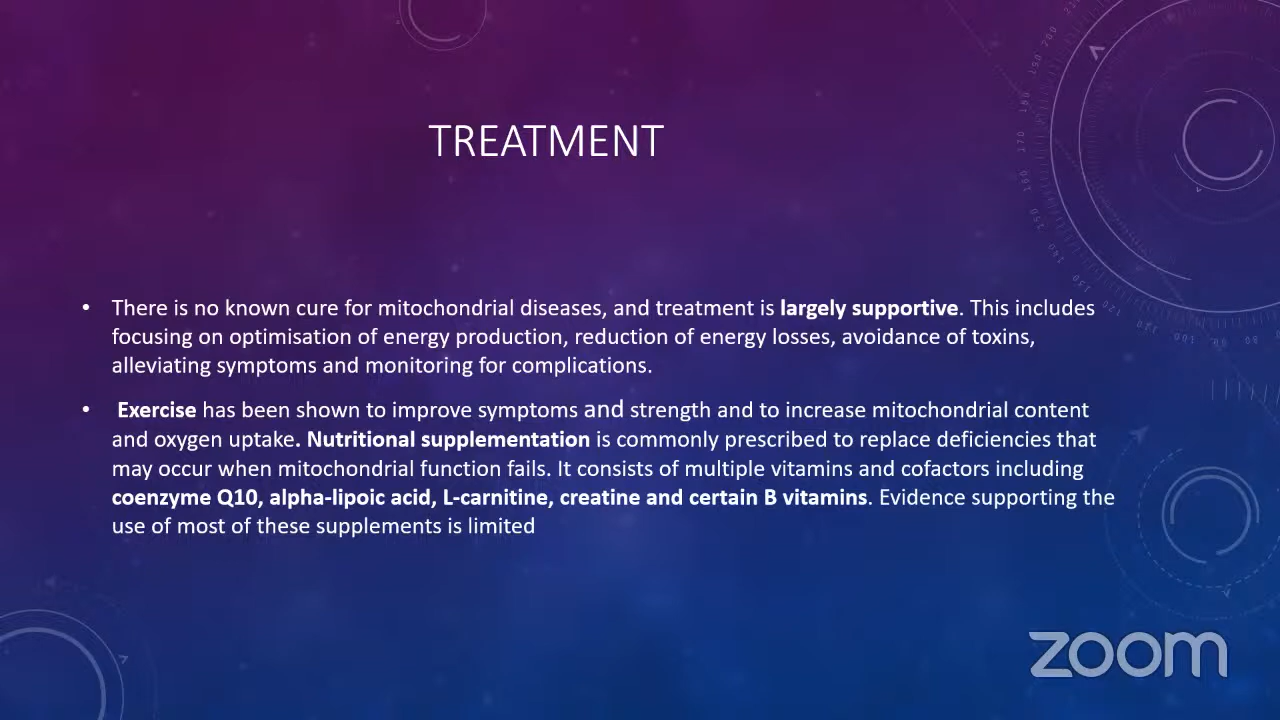 TREATMENT
• There is no known cure for mitochondrial diseases, and treatment is largely supportive. This includes
focusing on optimisation of energy production, reduction of energy losses, avoidance of toxins,
alleviating symptoms and monitoring for complications.
• Exercise has been shown to improve symptoms and strength and to increase mitochondrial content
and oxygen uptake. Nutritional supplementation is commonly prescribed to replace deficiencies that
may occur when mitochondrial function fails. It consists of multiple vitamins and cofactors including
coenzyme Q10, alpha-lipoic acid, L-carnitine, creatine and certain B vitamins. Evidence supporting the
use of most of these supplements is limited
zoom